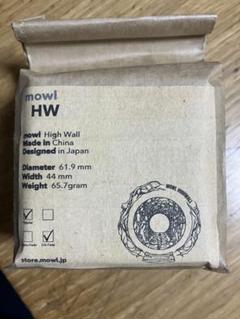 mowl
HW
mowl High Wall
Made in China
Designed in Japan
Diameter 61.9 mm
Width 44 mm
Weight 65.7gram
store.mowl.jp